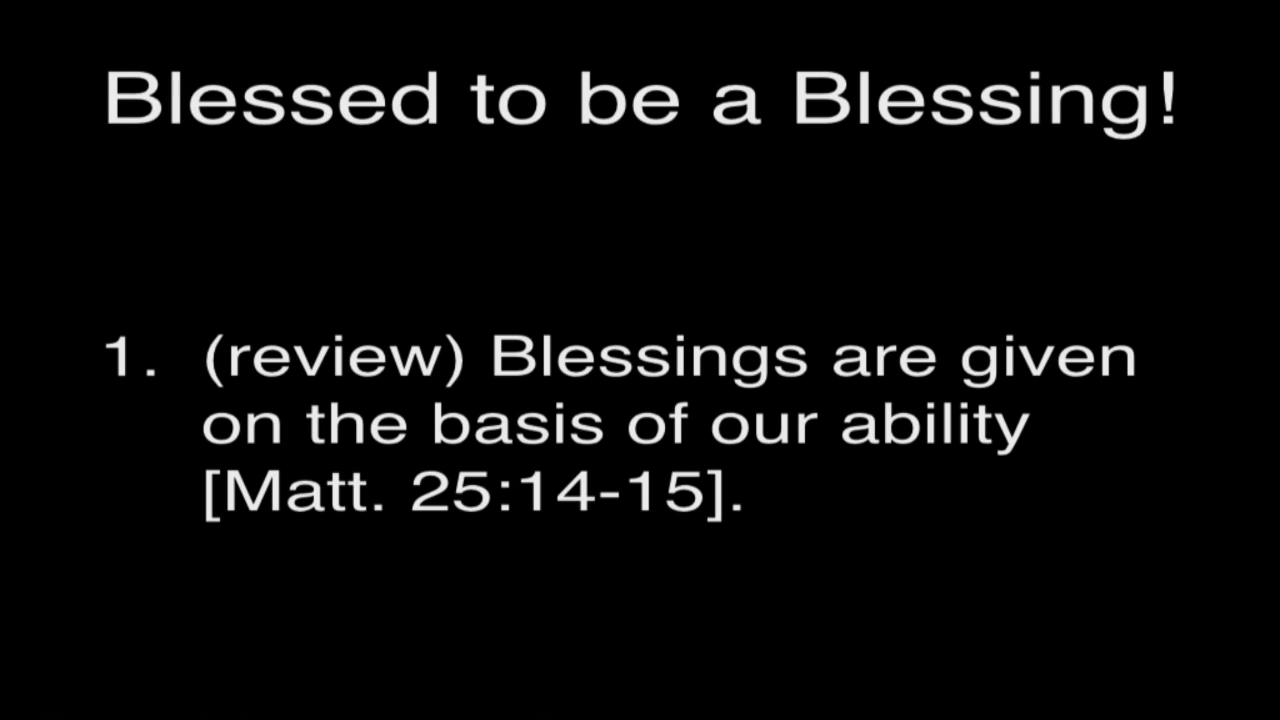 Blessed to be a Blessing!
1. (review) Blessings are given
on the basis of our ability
[Matt. 25:14-15].